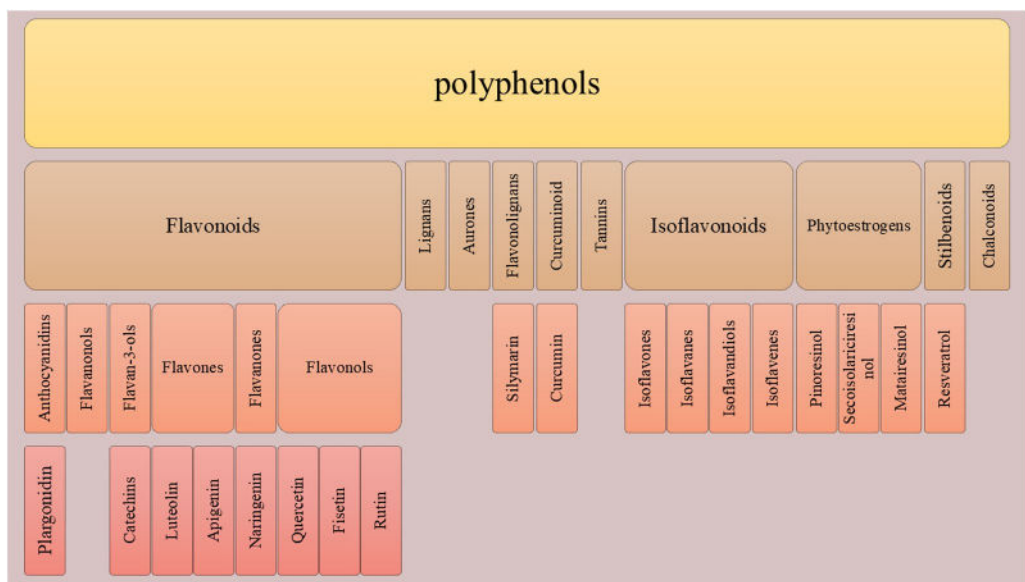 polyphenols
Flavonoids
Lignans
Aurones
Flavonolignans
Curcuminoid
Tannins
Isoflavonoids
Phytoestrogens
Stilbenoids
Chalconoids
Anthocyanidins
Flavanonols
Flavan-3-ols
Flavones
Flavanones
Flavonols
Silymarin
Curcumin
Isoflavones
Isoflavanes
Isoflavandiols
Isoflavenes
Pinoresinol
Secoisolariciresi
nol
Matairesinol
Resveratrol
Plargonidin
Catechins
Luteolin
Apigenin
Naringenin
Quercetin
Fisetin
Rutin